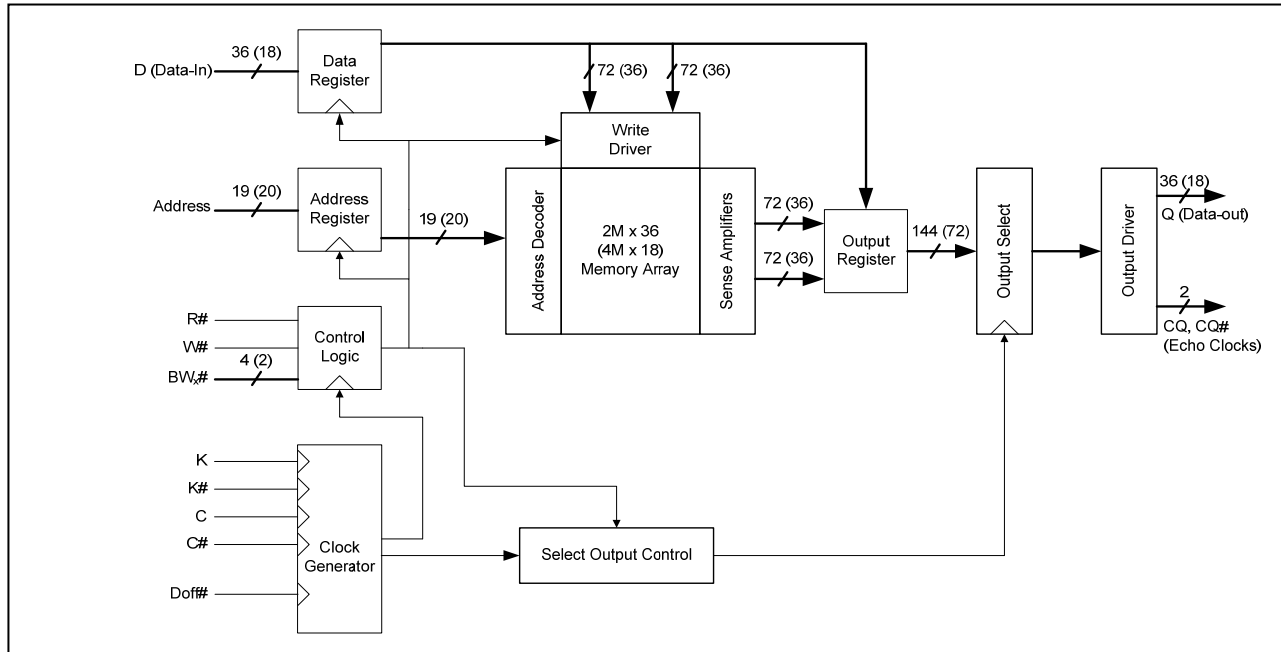 36 (18)
D (Data-In)
Data
Register
72 (36)
72 (36)
Write
Driver
19 (20)
Address
Address
Register
19 (20)
Address Decoder
2M x 36
(4M x 18)
Memory Array
Sense Amplifiers
72 (36)
72 (36)
Output
Register
144 (72)
Output Select
Output Driver
36 (18)
Q (Data-out)
2
CQ, CQ#
(Echo Clocks)
R#
W#
4 (2)
BWx#
Control
Logic
K
K#
C
C#
Doff#
Clock
Generator
Select Output Control